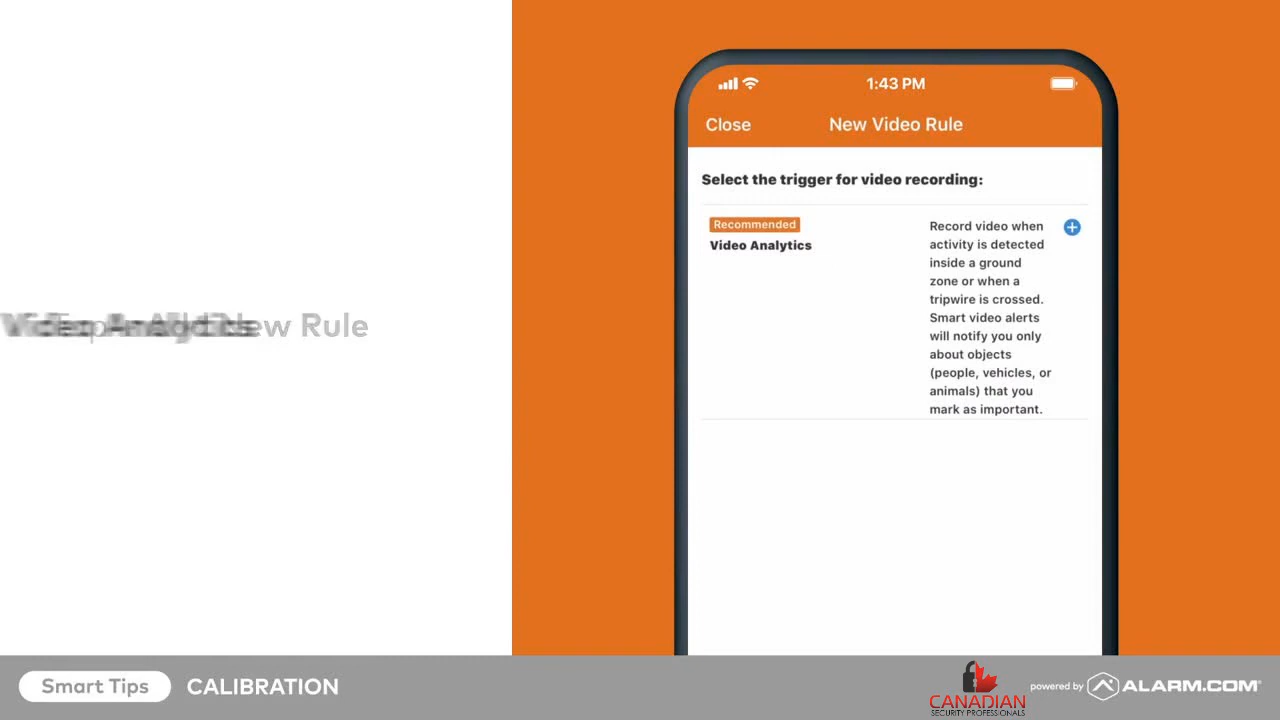 1:43 PM
Close
New Video Rule
Select the trigger for video recording:
Recommended
Video Analytics
Record video when
activity is detected
inside a ground
zone or when a
tripwire is crossed.
Smart video alerts
will notify you only
about objects
(people, vehicles, or
animals) that you
mark as important.
New Rule
Smart Tips
CALIBRATION
CANADIAN
SECURITY PROFESSIONALS
powered by
ALARM.COM